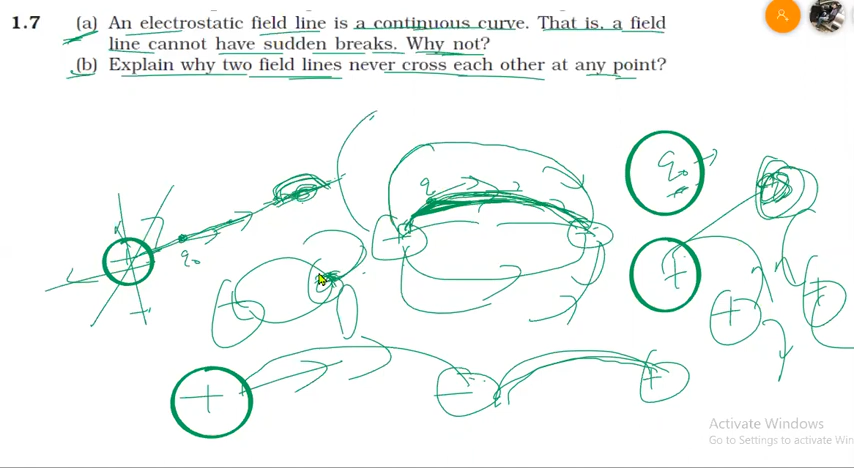 1.7 (a) An electrostatic field line is a continuous curve. That is, a field
line cannot have sudden breaks. Why not?
(b) Explain why two field lines never cross each other at any point?
q₀
q
q₀
+
+
−
+
+
+
+
−
+
Activate Windows
Go to Settings to activate Win